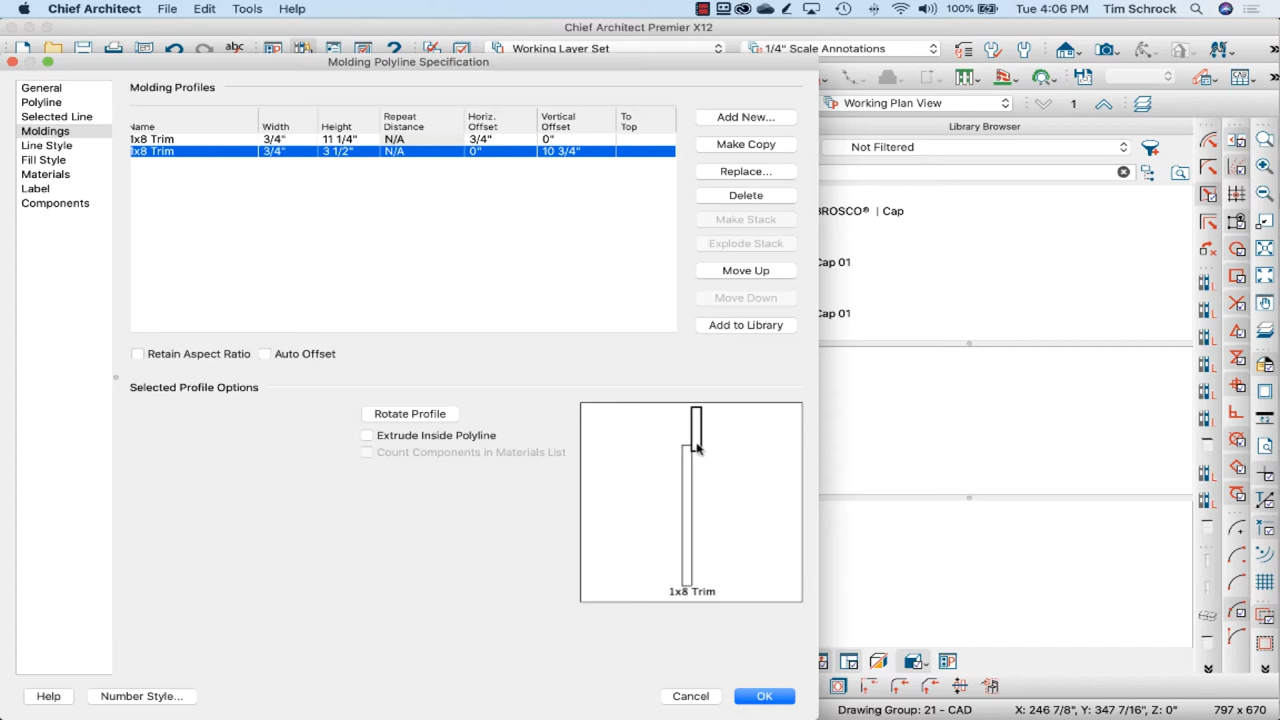 Chief Architect File Edit Tools Help 100% Tue 4:06 PM Tim Schrock
Chief Architect Premier X12
abc ? Working Layer Set 1/4" Scale Annotations
Molding Polyline Specification
General
Polyline
Selected Line
Moldings
Line Style
Fill Style
Materials
Label
Components
Molding Profiles
Name Width Height Repeat Distance Horiz. Offset Vertical Offset To Top
1x8 Trim 3/4" 11 1/4" N/A 3/4" 0"
1x8 Trim 3/4" 3 1/2" N/A 0" 10 3/4"
Add New...
Make Copy
Replace...
Delete
Make Stack
Explode Stack
Move Up
Move Down
Add to Library
Retain Aspect Ratio Auto Offset
Selected Profile Options
Rotate Profile
Extrude Inside Polyline
Count Components in Materials List
1x8 Trim
Help Number Style... Cancel OK
Working Plan View 1
Library Browser
Not Filtered
BROSCO® | Cap
Cap 01
Cap 01
Drawing Group: 21 - CAD X: 246 7/8", Y: 347 7/16", Z: 0" 797 x 670